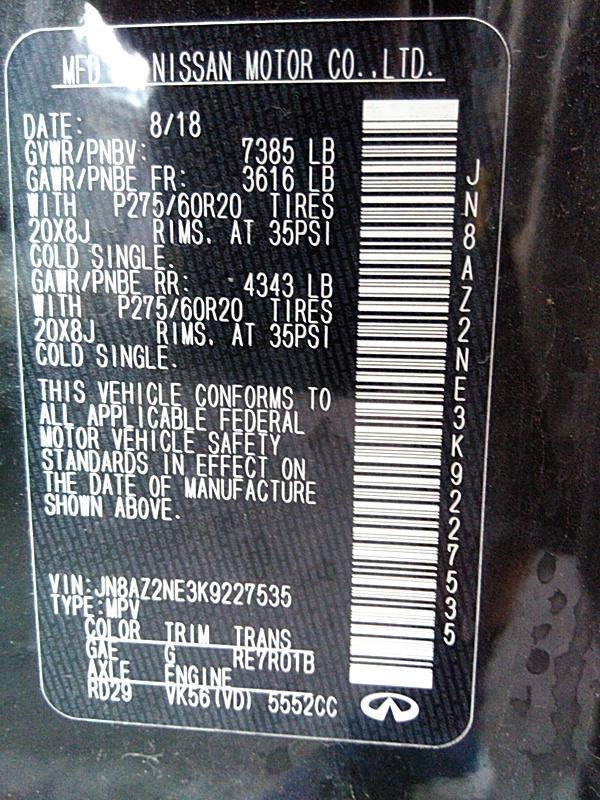 MFD NISSAN MOTOR CO.,LTD.
DATE: 8/18
GVWR/PNBV: 7385 LB
GAWR/PNBE FR: 3616 LB
WITH P275/60R20 TIRES
20X8J RIMS, AT 35PSI
COLD SINGLE.
GAWR/PNBE RR: 4343 LB
WITH P275/60R20 TIRES
20X8J RIMS, AT 35PSI
COLD SINGLE.
THIS VEHICLE CONFORMS TO
ALL APPLICABLE FEDERAL
MOTOR VEHICLE SAFETY
STANDARDS IN EFFECT ON
THE DATE OF MANUFACTURE
SHOWN ABOVE.
VIN:JN8AZ2NE3K9227535
TYPE:MPV
COLOR TRIM TRANS
GAE G RE7R01B
AXLE ENGINE
RD29 VK56(VD) 5552CC
JN8AZ2NE3K9227535